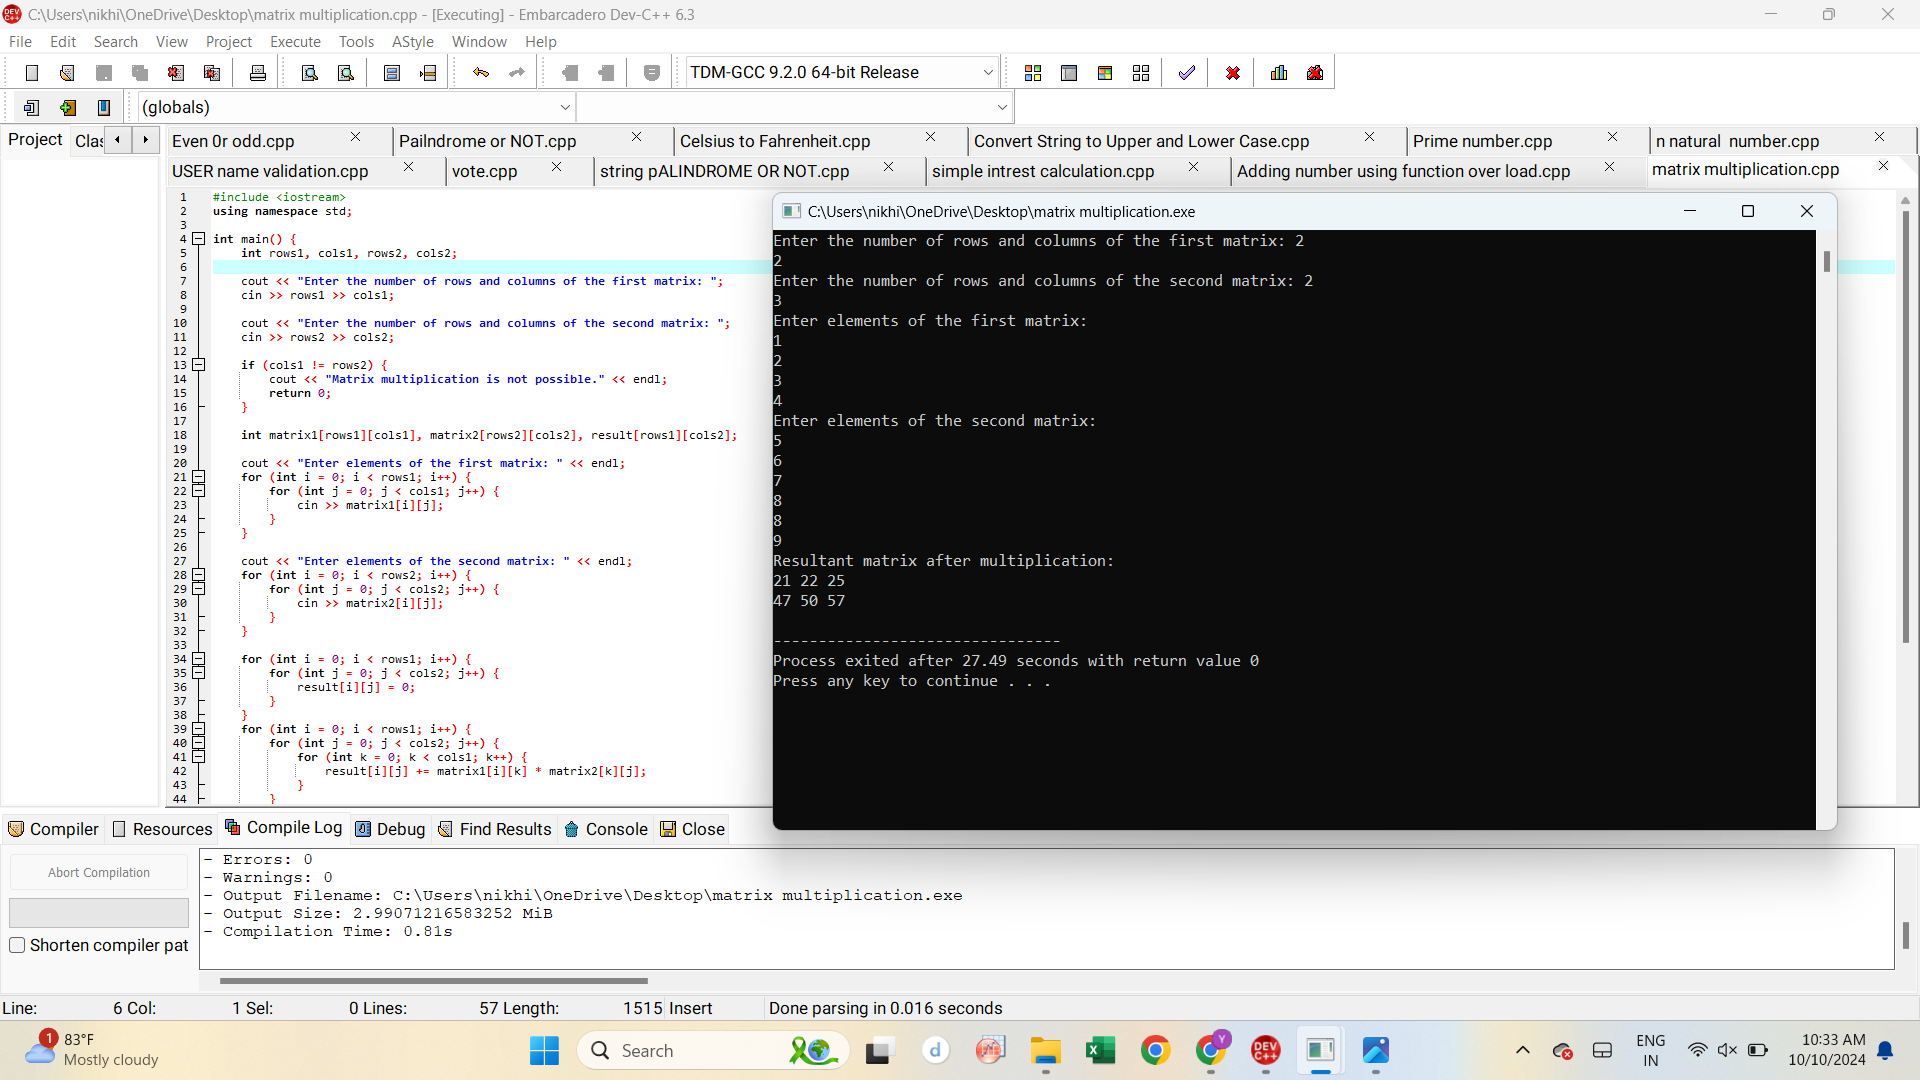 C:\Users\nikhi\OneDrive\Desktop\matrix multiplication.cpp - [Executing] - Embarcadero Dev-C++ 6.3
File Edit Search View Project Execute Tools AStyle Window Help
TDM-GCC 9.2.0 64-bit Release
(globals)
Project Clas
Even 0r odd.cpp Pailndrome or NOT.cpp Celsius to Fahrenheit.cpp Convert String to Upper and Lower Case.cpp Prime number.cpp n natural number.cpp
USER name validation.cpp vote.cpp string pALINDROME OR NOT.cpp simple intrest calculation.cpp Adding number using function over load.cpp matrix multiplication.cpp
1 #include <iostream>
2 using namespace std;
3
4 int main() {
5 int rows1, cols1, rows2, cols2;
6
7 cout << "Enter the number of rows and columns of the first matrix: ";
8 cin >> rows1 >> cols1;
9
10 cout << "Enter the number of rows and columns of the second matrix: ";
11 cin >> rows2 >> cols2;
12
13 if (cols1 != rows2) {
14 cout << "Matrix multiplication is not possible." << endl;
15 return 0;
16 }
17
18 int matrix1[rows1][cols1], matrix2[rows2][cols2], result[rows1][cols2];
19
20 cout << "Enter elements of the first matrix: " << endl;
21 for (int i = 0; i < rows1; i++) {
22 for (int j = 0; j < cols1; j++) {
23 cin >> matrix1[i][j];
24 }
25 }
26
27 cout << "Enter elements of the second matrix: " << endl;
28 for (int i = 0; i < rows2; i++) {
29 for (int j = 0; j < cols2; j++) {
30 cin >> matrix2[i][j];
31 }
32 }
33
34 for (int i = 0; i < rows1; i++) {
35 for (int j = 0; j < cols2; j++) {
36 result[i][j] = 0;
37 }
38 }
39 for (int i = 0; i < rows1; i++) {
40 for (int j = 0; j < cols2; j++) {
41 for (int k = 0; k < cols1; k++) {
42 result[i][j] += matrix1[i][k] * matrix2[k][j];
43 }
44 }
C:\Users\nikhi\OneDrive\Desktop\matrix multiplication.exe
Enter the number of rows and columns of the first matrix: 2
2
Enter the number of rows and columns of the second matrix: 2
3
Enter elements of the first matrix:
1
2
3
4
Enter elements of the second matrix:
5
6
7
8
8
9
Resultant matrix after multiplication:
21 22 25
47 50 57
--------------------------------
Process exited after 27.49 seconds with return value 0
Press any key to continue . . .
Compiler Resources Compile Log Debug Find Results Console Close
Abort Compilation
Shorten compiler pat
- Errors: 0
- Warnings: 0
- Output Filename: C:\Users\nikhi\OneDrive\Desktop\matrix multiplication.exe
- Output Size: 2.99071216583252 MiB
- Compilation Time: 0.81s
Line: 6 Col: 1 Sel: 0 Lines: 57 Length: 1515 Insert Done parsing in 0.016 seconds
1
83°F
Mostly cloudy
Search
d
Y
DEV
C++
ENG
IN
10:33 AM
10/10/2024